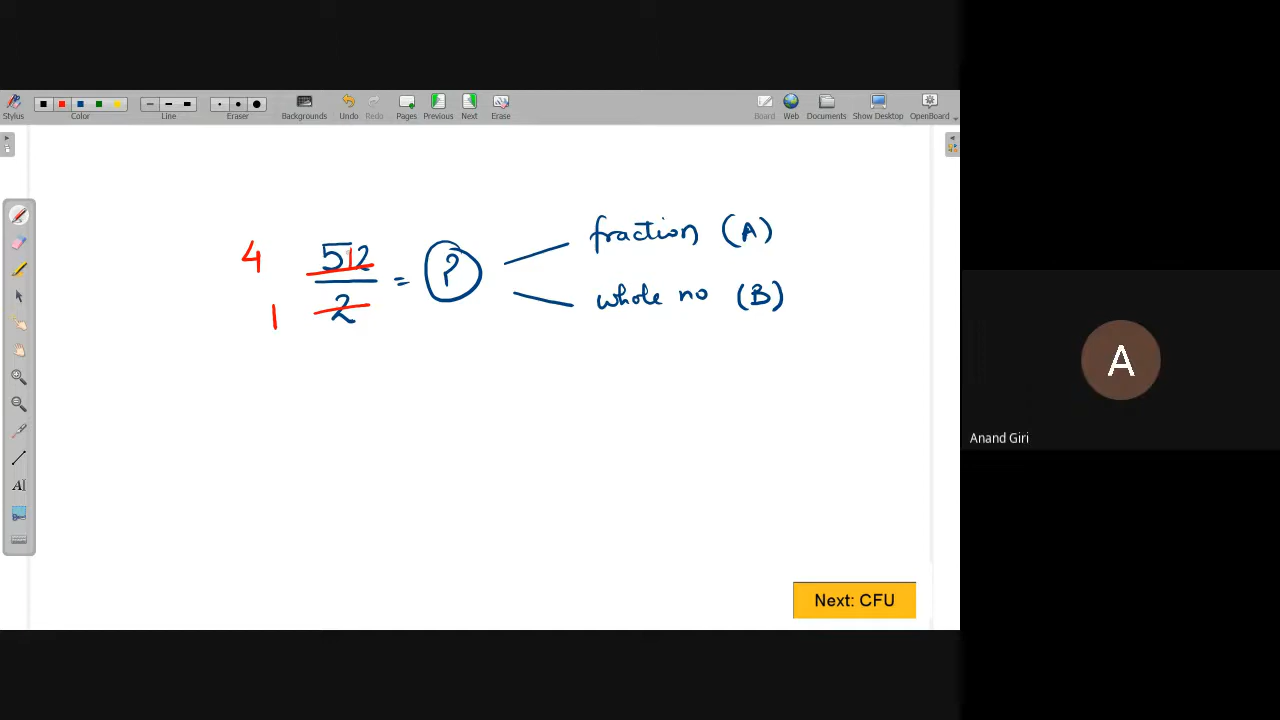 Stylus
Color
Line
Eraser
Backgrounds
Undo
Redo
Pages
Previous
Next
Erase
Board
Web
Documents
Show Desktop
OpenBoard
fraction (A)
4 512
= ?
1 2
whole no (B)
Anand Giri
A
Next: CFU